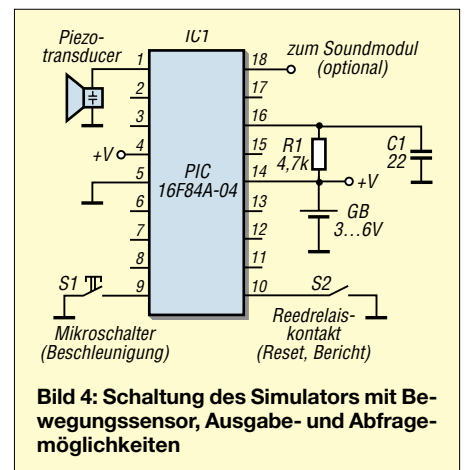 Piezo-
transducer
IC1
zum Soundmodul
(optional)
1
2
3
4
5
6
7
8
9
18
17
16
15
14
13
12
11
10
+V
PIC
16F84A-04
R1
4,7k
C1
22
+V
GB
3...6V
S1
S2
Mikroschalter
(Beschleunigung)
Reedrelais-
kontakt
(Reset, Bericht)
Bild 4: Schaltung des Simulators mit Be-
wegungssensor, Ausgabe- und Abfrage-
möglichkeiten